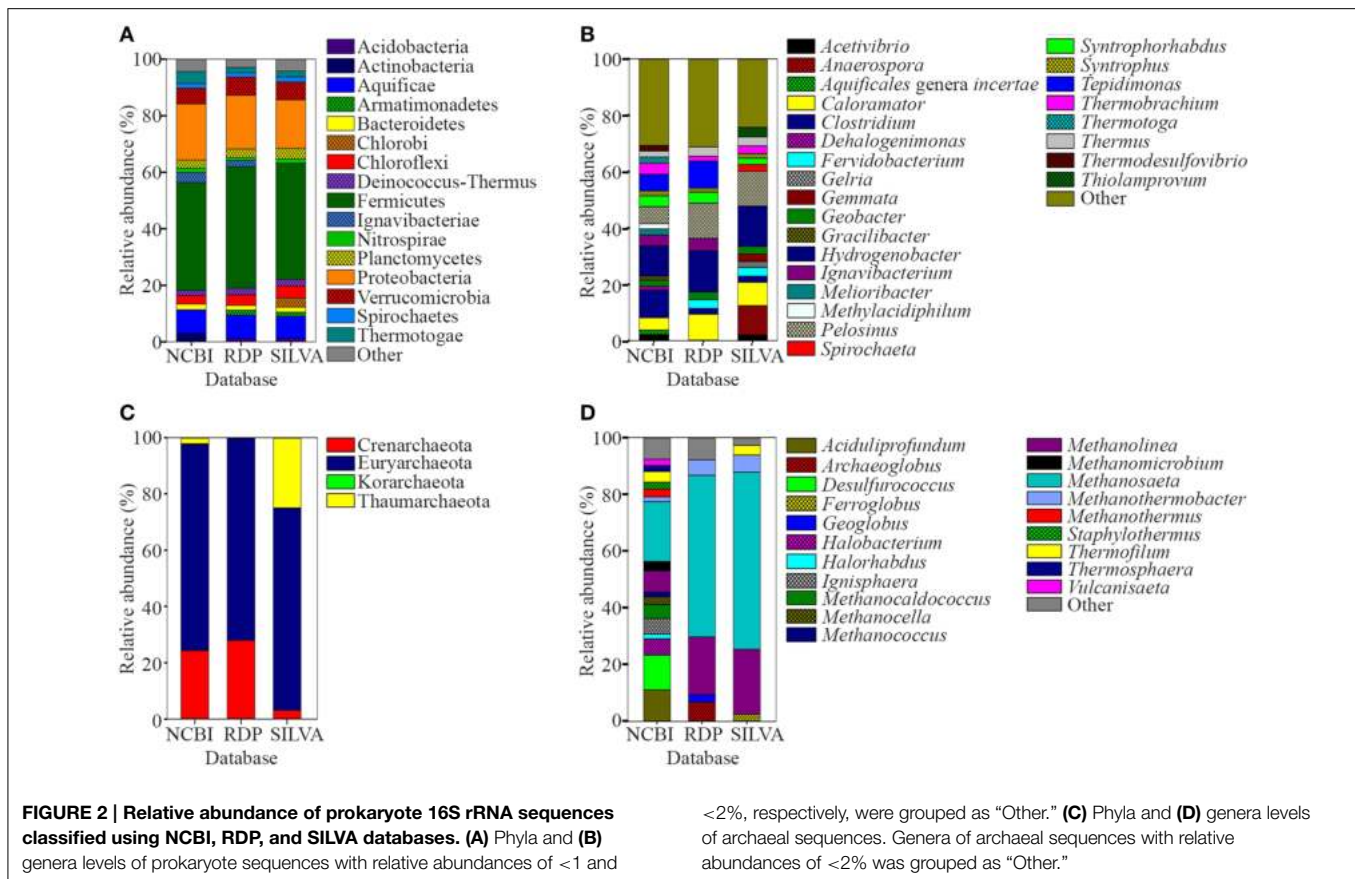 A
Relative abundance (%)
100
80
60
40
20
0
NCBI RDP SILVA
Database
Acidobacteria
Actinobacteria
Aquificae
Armatimonadetes
Bacteroidetes
Chlorobi
Chloroflexi
Deinococcus-Thermus
Fermicutes
Ignavibacteriae
Nitrospirae
Planctomycetes
Proteobacteria
Verrucomicrobia
Spirochaetes
Thermotogae
Other
B
Relative abundance (%)
100
80
60
40
20
0
NCBI RDP SILVA
Database
Acetivibrio
Anaerospora
Aquificales genera incertae
Caloramator
Clostridium
Dehalogenimonas
Fervidobacterium
Gelria
Gemmata
Geobacter
Gracilibacter
Hydrogenobacter
Ignavibacterium
Melioribacter
Methylacidiphilum
Pelosinus
Spirochaeta
Syntrophorhabdus
Syntrophus
Tepidimonas
Thermobrachium
Thermotoga
Thermus
Thermodesulfovibrio
Thiolamprovum
Other
C
Relative abundance (%)
100
80
60
40
20
0
NCBI RDP SILVA
Database
Crenarchaeota
Euryarchaeota
Korarchaeota
Thaumarchaeota
D
Relative abundance (%)
100
80
60
40
20
0
NCBI RDP SILVA
Database
Aciduliprofundum
Archaeoglobus
Desulfurococcus
Ferroglobus
Geoglobus
Halobacterium
Halorhabdus
Ignisphaera
Methanocaldococcus
Methanocella
Methanococcus
Methanolinea
Methanomicrobium
Methanosaeta
Methanothermobacter
Methanothermus
Staphylothermus
Thermofilum
Thermosphaera
Vulcanisaeta
Other
FIGURE 2 | Relative abundance of prokaryote 16S rRNA sequences
classified using NCBI, RDP, and SILVA databases. (A) Phyla and (B)
genera levels of prokaryote sequences with relative abundances of <1 and
<2%, respectively, were grouped as “Other.” (C) Phyla and (D) genera levels
of archaeal sequences. Genera of archaeal sequences with relative
abundances of <2% was grouped as “Other.”